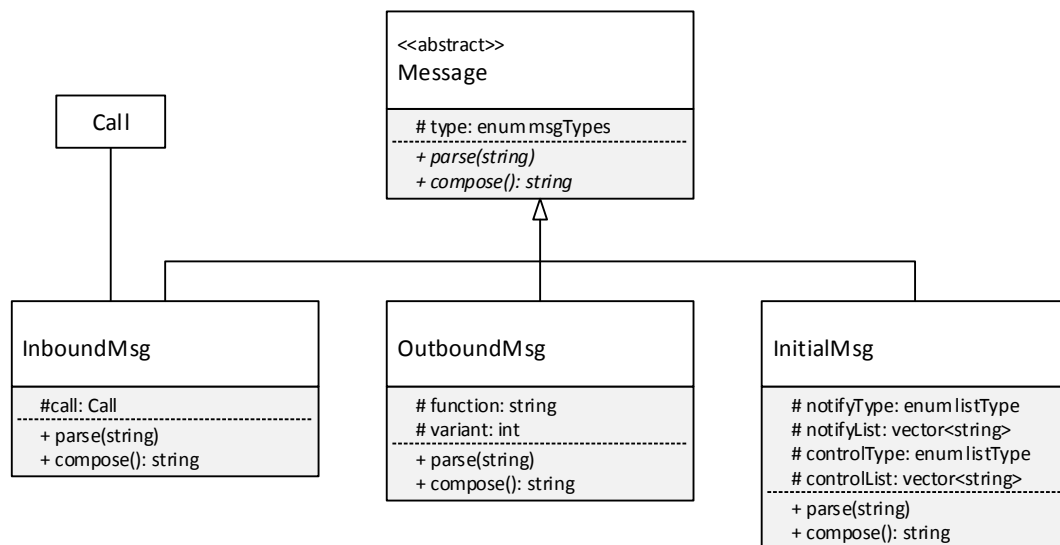 <<abstract>>
Message
# type: enum msgTypes
+ parse(string)
+ compose(): string
Call
InboundMsg
#call: Call
+ parse(string)
+ compose(): string
OutboundMsg
# function: string
# variant: int
+ parse(string)
+ compose(): string
InitialMsg
# notifyType: enum listType
# notifyList: vector<string>
# controlType: enum listType
# controlList: vector<string>
+ parse(string)
+ compose(): string